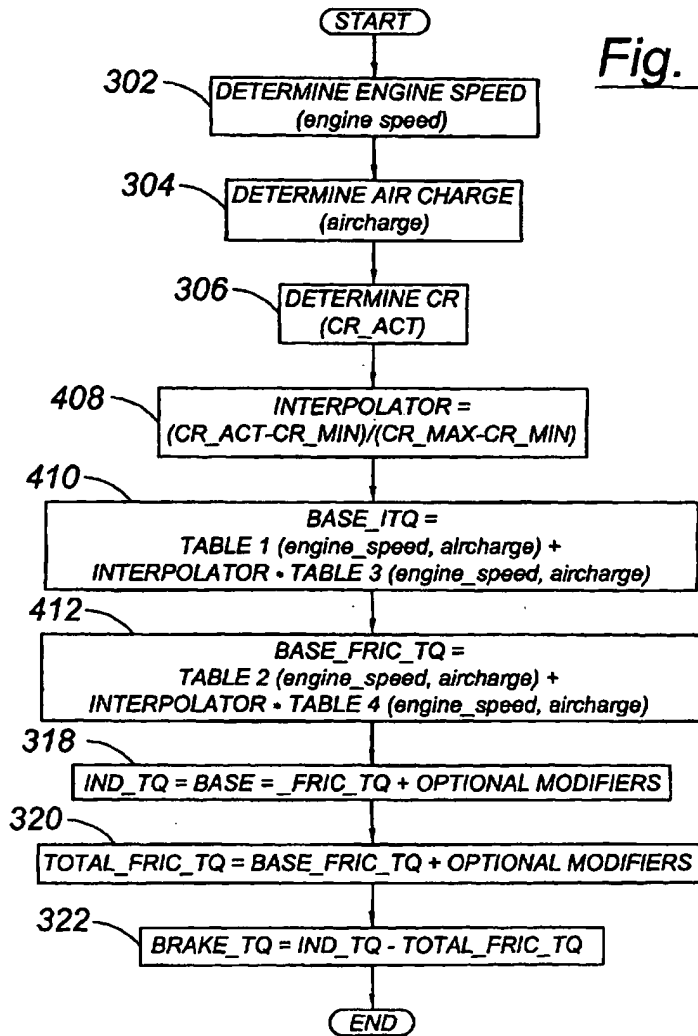 START
Fig.
302
DETERMINE ENGINE SPEED
(engine speed)
304
DETERMINE AIR CHARGE
(aircharge)
306
DETERMINE CR
(CR_ACT)
408
INTERPOLATOR =
(CR_ACT-CR_MIN)/(CR_MAX-CR_MIN)
410
BASE_ITQ =
TABLE 1 (engine_speed, aircharge) +
INTERPOLATOR * TABLE 3 (engine_speed, aircharge)
412
BASE_FRIC_TQ =
TABLE 2 (engine_speed, aircharge) +
INTERPOLATOR * TABLE 4 (engine_speed, aircharge)
318
IND_TQ = BASE = _FRIC_TQ + OPTIONAL MODIFIERS
320
TOTAL_FRIC_TQ = BASE_FRIC_TQ + OPTIONAL MODIFIERS
322
BRAKE_TQ = IND_TQ - TOTAL_FRIC_TQ
END